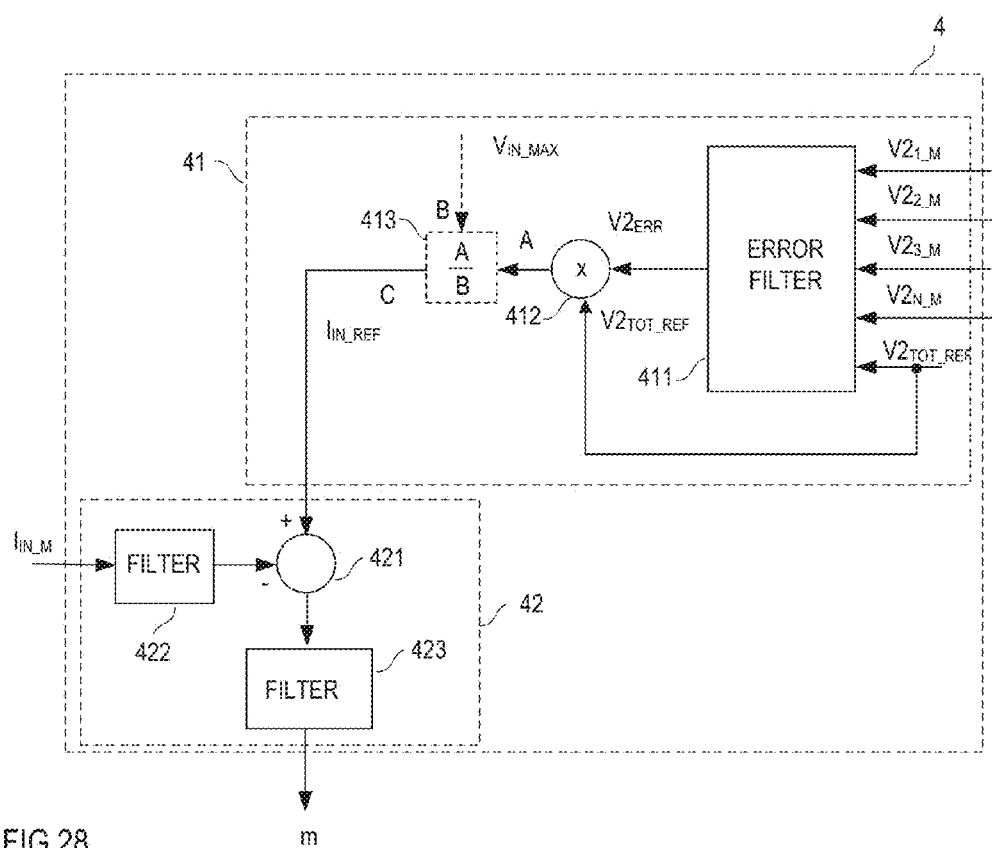 4
41
V_IN_MAX
V2_1_M
V2_2_M
V2_3_M
V2_N_M
V2_TOT_REF
ERROR
FILTER
411
V2_ERR
V2_TOT_REF
X
412
A
B
413
A
B
C
I_IN_REF
I_IN_M
FILTER
422
+
-
421
42
FILTER
423
m
FIG 28